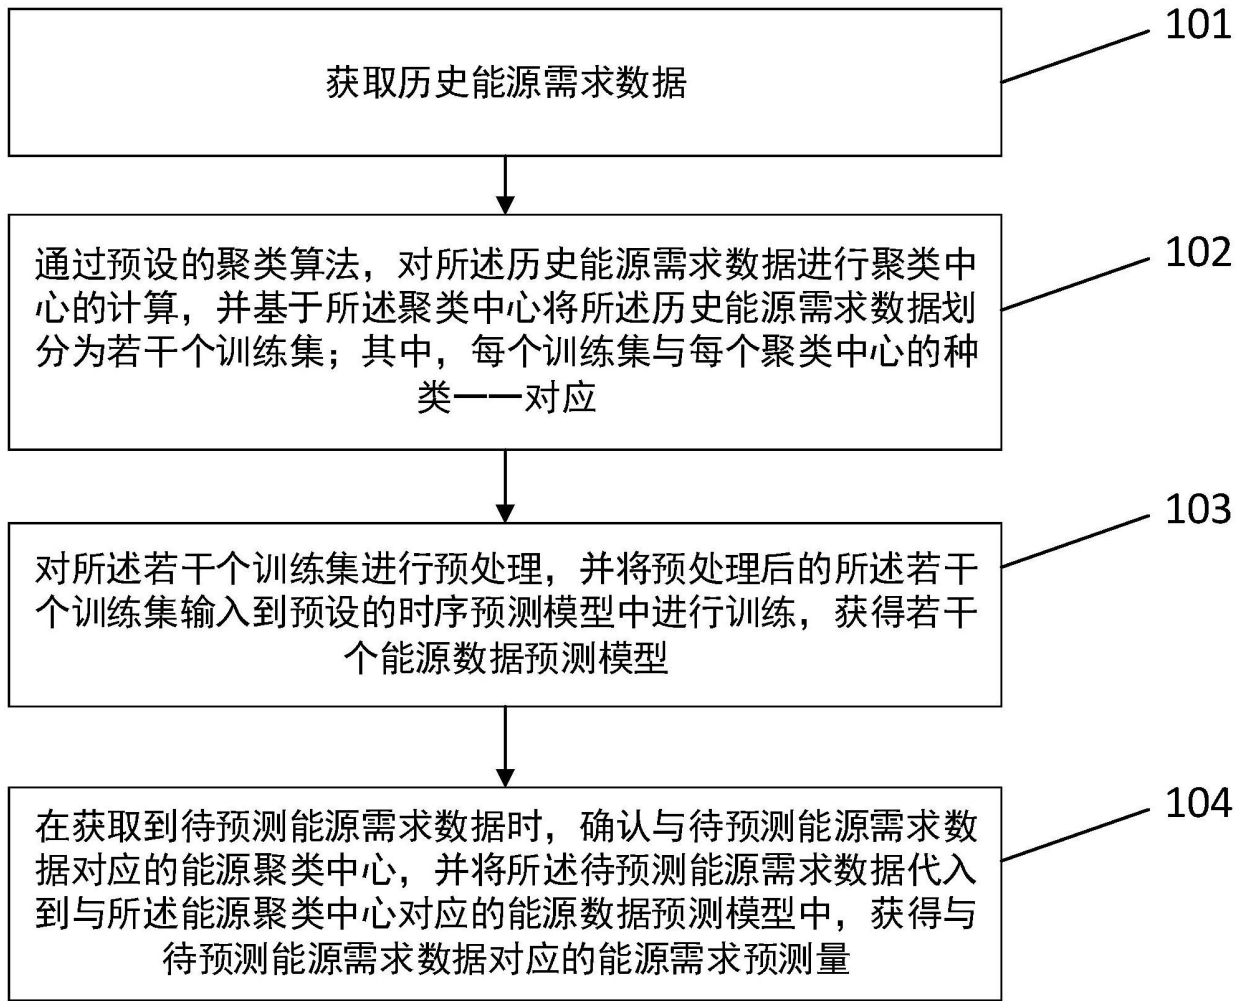 101
获取历史能源需求数据
102
通过预设的聚类算法，对所述历史能源需求数据进行聚类中
心的计算，并基于所述聚类中心将所述历史能源需求数据划
分为若干个训练集；其中，每个训练集与每个聚类中心的种
类一一对应
103
对所述若干个训练集进行预处理，并将预处理后的所述若干
个训练集输入到预设的时序预测模型中进行训练，获得若干
个能源数据预测模型
104
在获取到待预测能源需求数据时，确认与待预测能源需求数
据对应的能源聚类中心，并将所述待预测能源需求数据代入
到与所述能源聚类中心对应的能源数据预测模型中，获得与
待预测能源需求数据对应的能源需求预测量